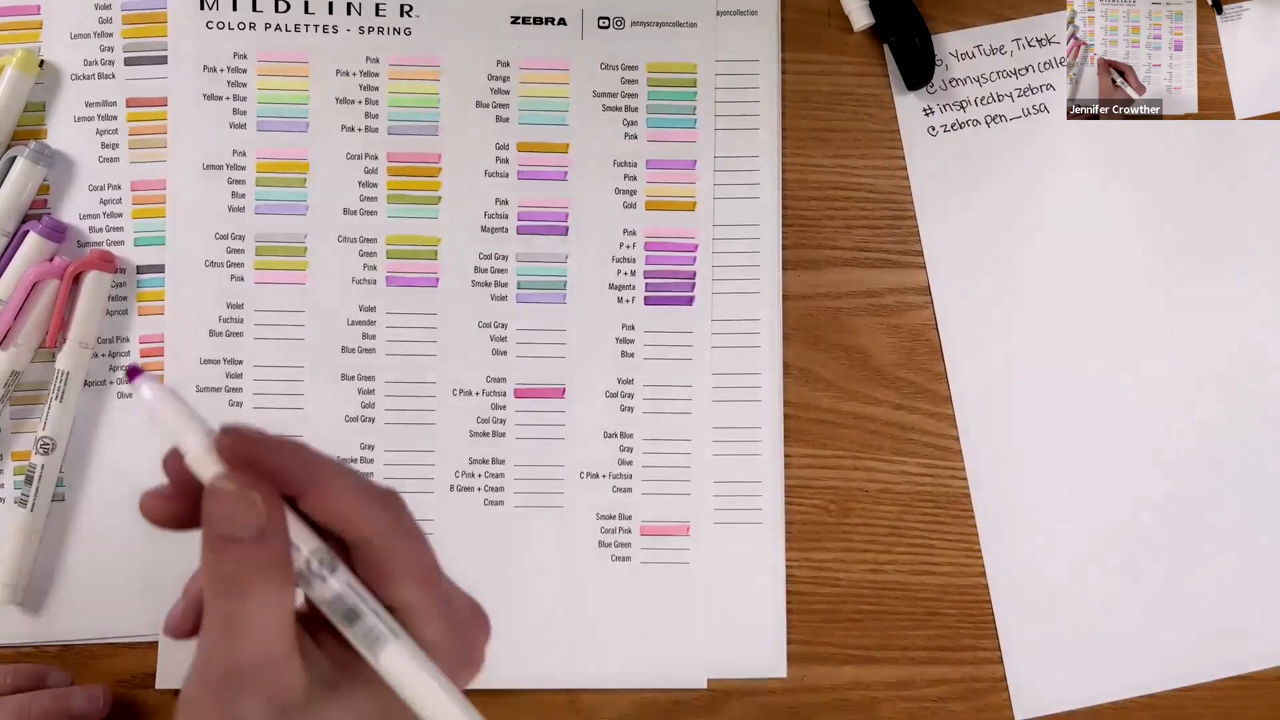 MILDLINER
COLOR PALETTES - SPRING
ZEBRA
jennyscrayoncollection
ayoncollection
Violet
Gold
Lemon Yellow
Gray
Dark Gray
Clickart Black
Vermillion
Lemon Yellow
Apricot
Beige
Cream
Coral Pink
Apricot
Lemon Yellow
Blue Green
Summer Green
Cyan
Yellow
Apricot
Coral Pink
Apricot
Apricot + Olive
Olive
Pink
Pink + Yellow
Yellow
Yellow + Blue
Blue
Violet
Pink
Lemon Yellow
Green
Blue
Violet
Cool Gray
Green
Citrus Green
Pink
Violet
Fuchsia
Blue Green
Lemon Yellow
Violet
Summer Green
Gray
Pink
Pink + Yellow
Yellow + Blue
Blue
Pink + Blue
Coral Pink
Gold
Yellow
Green
Blue Green
Citrus Green
Green
Pink
Fuchsia
Violet
Lavender
Blue
Blue Green
Blue Green
Violet
Gold
Cool Gray
Gray
Smoke Blue
Pink
Orange
Yellow
Blue Green
Blue
Gold
Pink
Fuchsia
Pink
Fuchsia
Magenta
Cool Gray
Blue Green
Smoke Blue
Violet
Cool Gray
Violet
Olive
Cream
C Pink + Fuchsia
Olive
Cool Gray
Smoke Blue
Smoke Blue
C Pink + Cream
B Green + Cream
Cream
Citrus Green
Green
Summer Green
Smoke Blue
Cyan
Pink
Fuchsia
Pink
Orange
Gold
Pink
P + F
Fuchsia
P + M
Magenta
M + F
Pink
Yellow
Blue
Violet
Cool Gray
Gray
Dark Blue
Gray
Olive
C Pink + Fuchsia
Cream
Smoke Blue
Coral Pink
Blue Green
Cream
G, YouTube, Tiktok
@Jennyscrayoncolle
#inspiredbyzebra
@zebrapen_usa
Jennifer Crowther